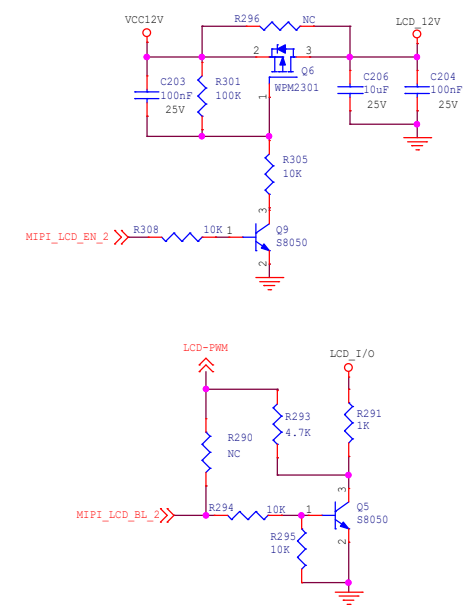 R296 NC
VCC12V
LCD_12V
2 3
Q6
WPM2301
C203
100nF
25V
R301
100K
C206
10uF
25V
C204
100nF
25V
1
R305
10K
3
MIPI_LCD_EN_2
R308 10K 1
Q9
S8050
2
LCD-PWM
LCD_I/O
R293
4.7K
R291
1K
R290
NC
3
MIPI_LCD_BL_2
R294 10K 1
Q5
S8050
R295
10K
2